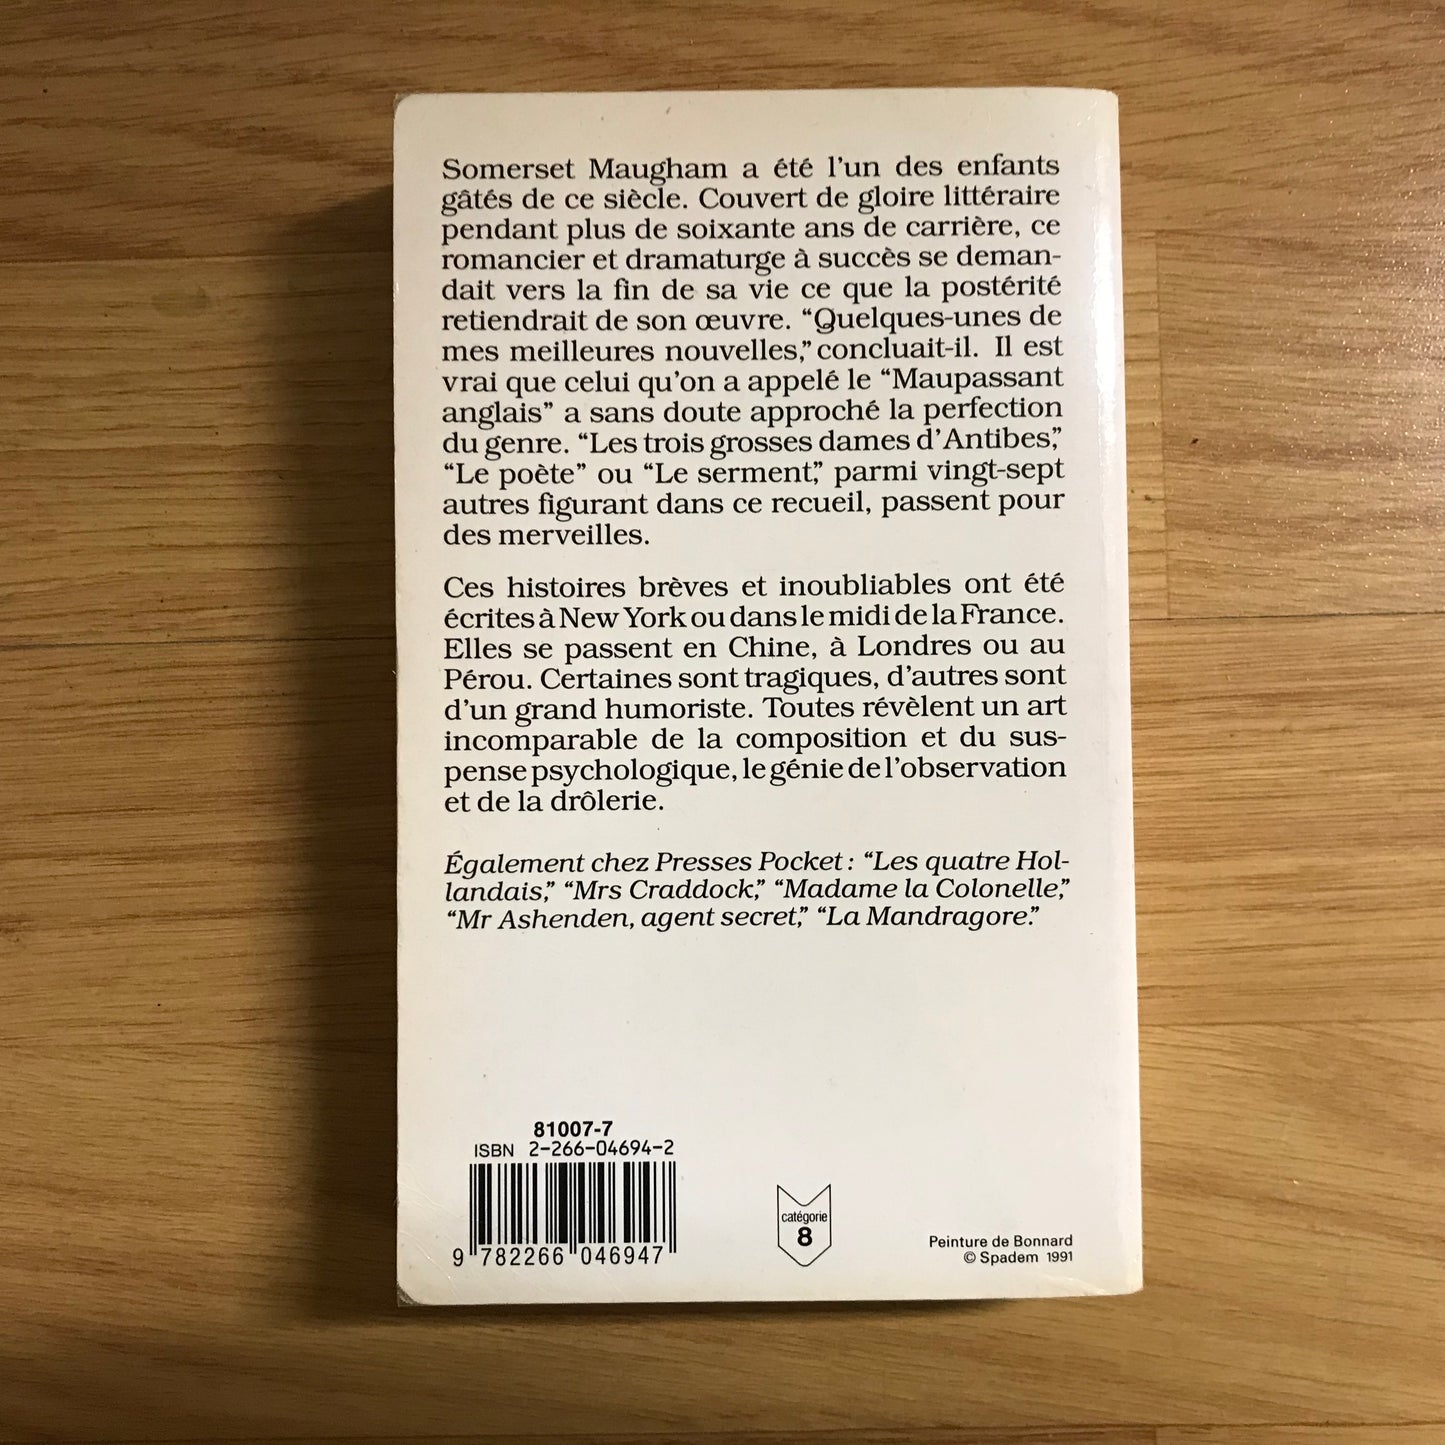 Somerset Maugham a été l'un des enfants
gâtés de ce siècle. Couvert de gloire littéraire
pendant plus de soixante ans de carrière, ce
romancier et dramaturge à succès se deman-
dait vers la fin de sa vie ce que la postérité
retiendrait de son œuvre. “Quelques-unes de
mes meilleures nouvelles,” concluait-il. Il est
vrai que celui qu'on a appelé le “Maupassant
anglais” a sans doute approché la perfection
du genre. “Les trois grosses dames d'Antibes,”
“Le poète” ou “Le serment,” parmi vingt-sept
autres figurant dans ce recueil, passent pour
des merveilles.
Ces histoires brèves et inoubliables ont été
écrites à New York ou dans le midi de la France.
Elles se passent en Chine, à Londres ou au
Pérou. Certaines sont tragiques, d'autres sont
d'un grand humoriste. Toutes révèlent un art
incomparable de la composition et du sus-
pense psychologique, le génie de l'observation
et de la drôlerie.
Également chez Presses Pocket : “Les quatre Hol-
landais,” “Mrs Craddock,” “Madame la Colonelle,”
“Mr Ashenden, agent secret,” “La Mandragore.”
81007-7
ISBN 2-266-04694-2
9 782266 046947
catégorie
8
Peinture de Bonnard
© Spadem 1991